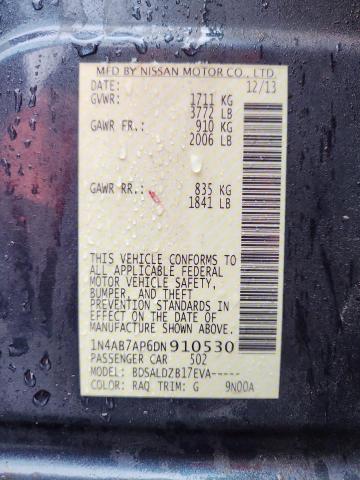 MFD BY NISSAN MOTOR CO., LTD.
DATE: 12/13
GVWR: 1711 KG
3772 LB
GAWR FR.: 910 KG
2006 LB
GAWR RR.: 835 KG
1841 LB
THIS VEHICLE CONFORMS TO
ALL APPLICABLE FEDERAL
MOTOR VEHICLE SAFETY,
BUMPER, AND THEFT
PREVENTION STANDARDS IN
EFFECT ON THE DATE OF
MANUFACTURE SHOWN ABOVE.
1N4AB7AP6DN910530
PASSENGER CAR 502
MODEL: BDSALDZB17EVA-----
COLOR: RAQ TRIM: G 9N00A